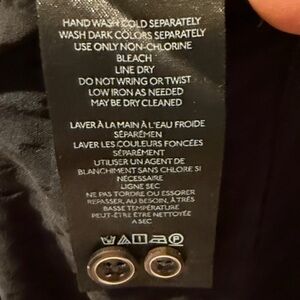 HAND WASH COLD SEPARATELY
WASH DARK COLORS SEPARATELY
USE ONLY NON-CHLORINE
BLEACH
LINE DRY
DO NOT WRING OR TWIST
LOW IRON AS NEEDED
MAY BE DRY CLEANED
LAVER À LA MAIN À L'EAU FROIDE
SÉPARÉMEN
LAVER LES COULEURS FONCÉES
SÉPARÉMENT
UTILISER UN AGENT DE
BLANCHIMENT SANS CHLORE SI
NÉCESSAIRE
LIGNE SEC
NE PAS TORDRE OU ESSORER
REPASSER, AU BESOIN, À TRÈS
BASSE TEMPÉRATURE
PEUT-ÊTRE ÊTRE NETTOYÉE
A SEC